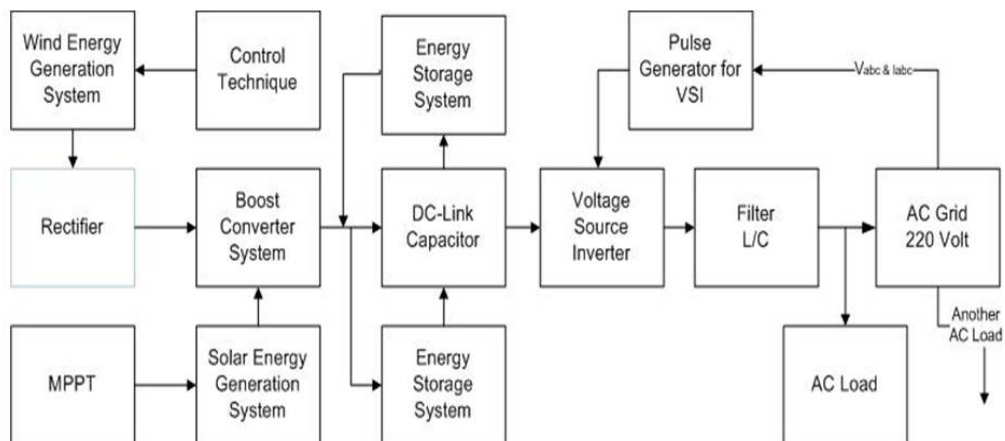 Wind Energy
Generation
System
Control
Technique
Energy
Storage
System
Pulse
Generator for
VSI
Vabc & Iabc
Rectifier
Boost
Converter
System
DC-Link
Capacitor
Voltage
Source
Inverter
Filter
L/C
AC Grid
220 Volt
MPPT
Solar Energy
Generation
System
Energy
Storage
System
AC Load
Another
AC Load